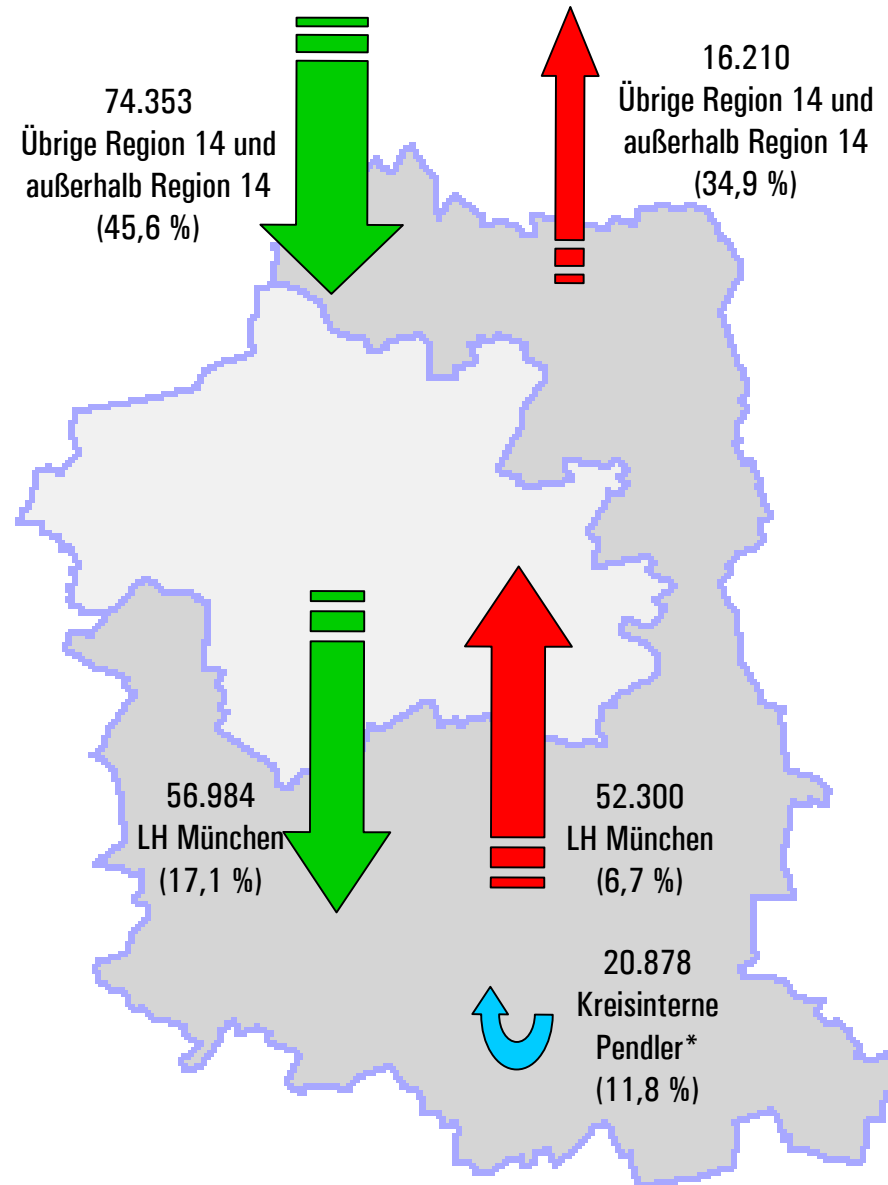 74.353
Übrige Region 14 und
außerhalb Region 14
(45,6 %)
16.210
Übrige Region 14 und
außerhalb Region 14
(34,9 %)
56.984
LH München
(17,1 %)
52.300
LH München
(6,7 %)
20.878
Kreisinterne
Pendler*
(11,8 %)